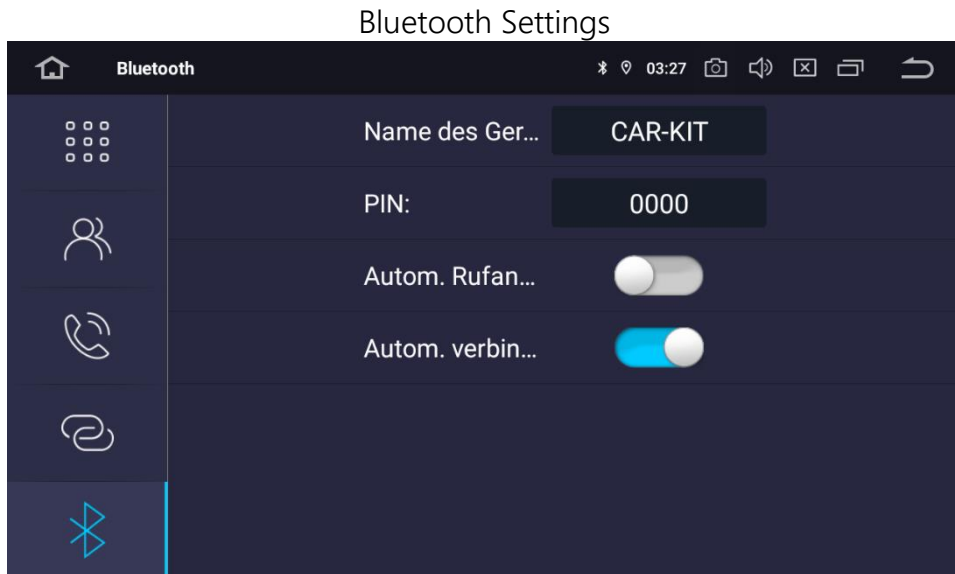 Bluetooth Settings
Bluetooth 03:27
Name des Ger... CAR-KIT
PIN: 0000
Autom. Rufan...
Autom. verbin...